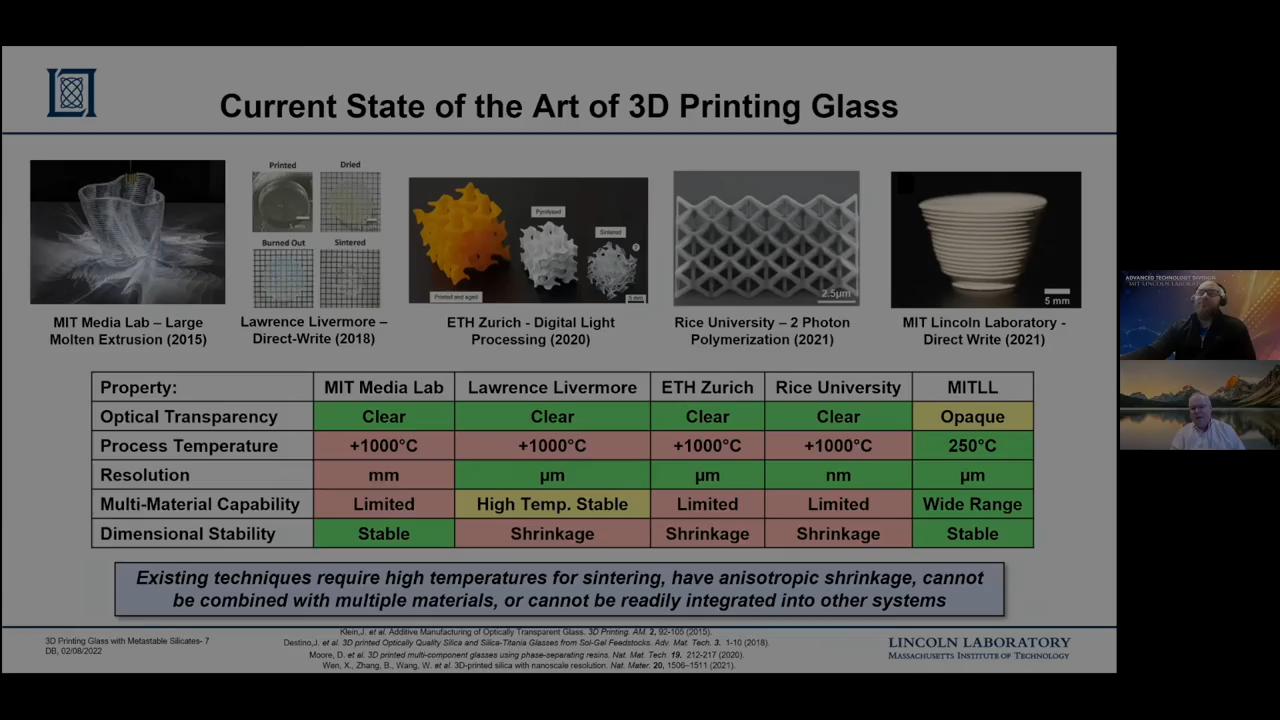 Current State of the Art of 3D Printing Glass
Printed
Dried
Burned Out
Sintered
Printed and aged
Pyrolysed
Sintered
5 mm
2.5µm
5 mm
MIT Media Lab – Large
Molten Extrusion (2015)
Lawrence Livermore –
Direct-Write (2018)
ETH Zurich - Digital Light
Processing (2020)
Rice University – 2 Photon
Polymerization (2021)
MIT Lincoln Laboratory -
Direct Write (2021)
Property: MIT Media Lab Lawrence Livermore ETH Zurich Rice University MITLL
Optical Transparency Clear Clear Clear Clear Opaque
Process Temperature +1000°C +1000°C +1000°C +1000°C 250°C
Resolution mm µm µm nm µm
Multi-Material Capability Limited High Temp. Stable Limited Limited Wide Range
Dimensional Stability Stable Shrinkage Shrinkage Shrinkage Stable
Existing techniques require high temperatures for sintering, have anisotropic shrinkage, cannot
be combined with multiple materials, or cannot be readily integrated into other systems
3D Printing Glass with Metastable Silicates- 7
DB, 02/08/2022
Klein,J. et al. Additive Manufacturing of Optically Transparent Glass. 3D Printing. AM. 2, 92-105 (2015).
Destino,J. et al. 3D printed Optically Quality Silica and Silica-Titania Glasses from Sol-Gel Feedstocks. Adv. Mat. Tech. 3. 1-10 (2018).
Moore, D. et al. 3D printed multi-component glasses using phase-separating resins. Nat. Mat. Tech. 19. 212-217 (2020).
Wen, X., Zhang, B., Wang, W. et al. 3D-printed silica with nanoscale resolution. Nat. Mater. 20, 1506–1511 (2021).
LINCOLN LABORATORY
MASSACHUSETTS INSTITUTE OF TECHNOLOGY
ADVANCED TECHNOLOGY DIVISION
MIT LINCOLN LABORATORY